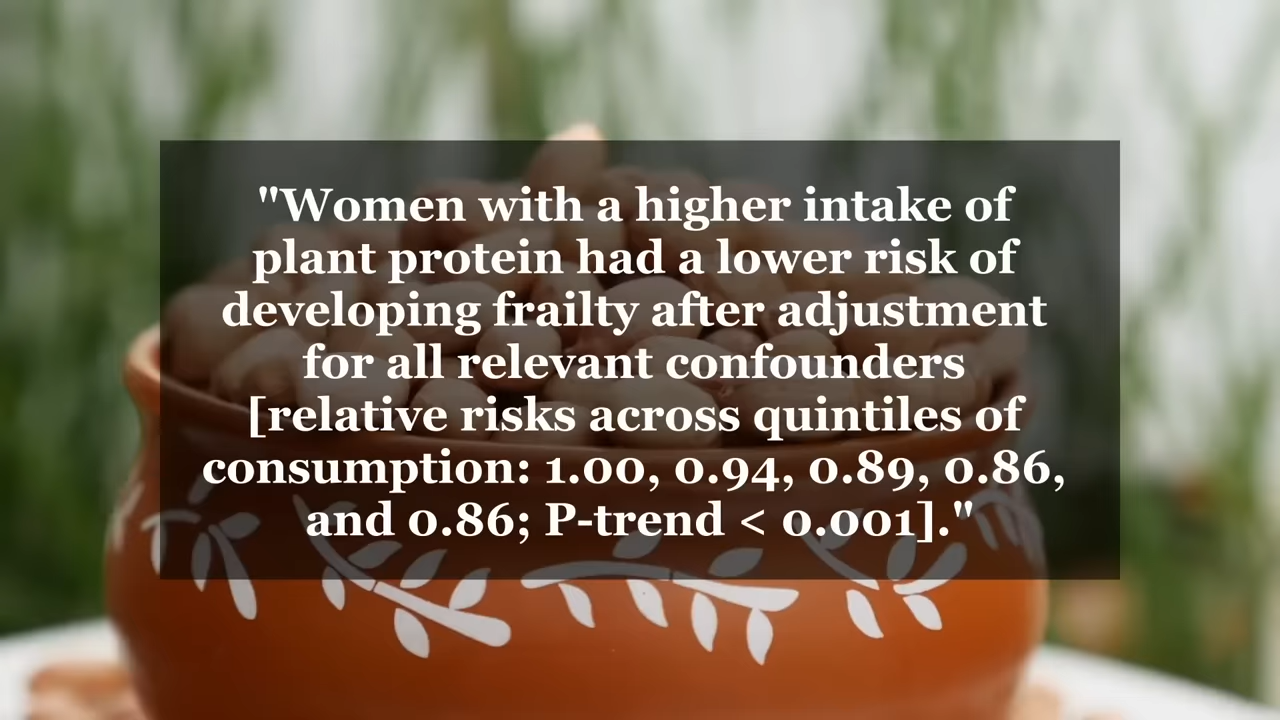 "Women with a higher intake of
plant protein had a lower risk of
developing frailty after adjustment
for all relevant confounders
[relative risks across quintiles of
consumption: 1.00, 0.94, 0.89, 0.86,
and 0.86; P-trend < 0.001]."